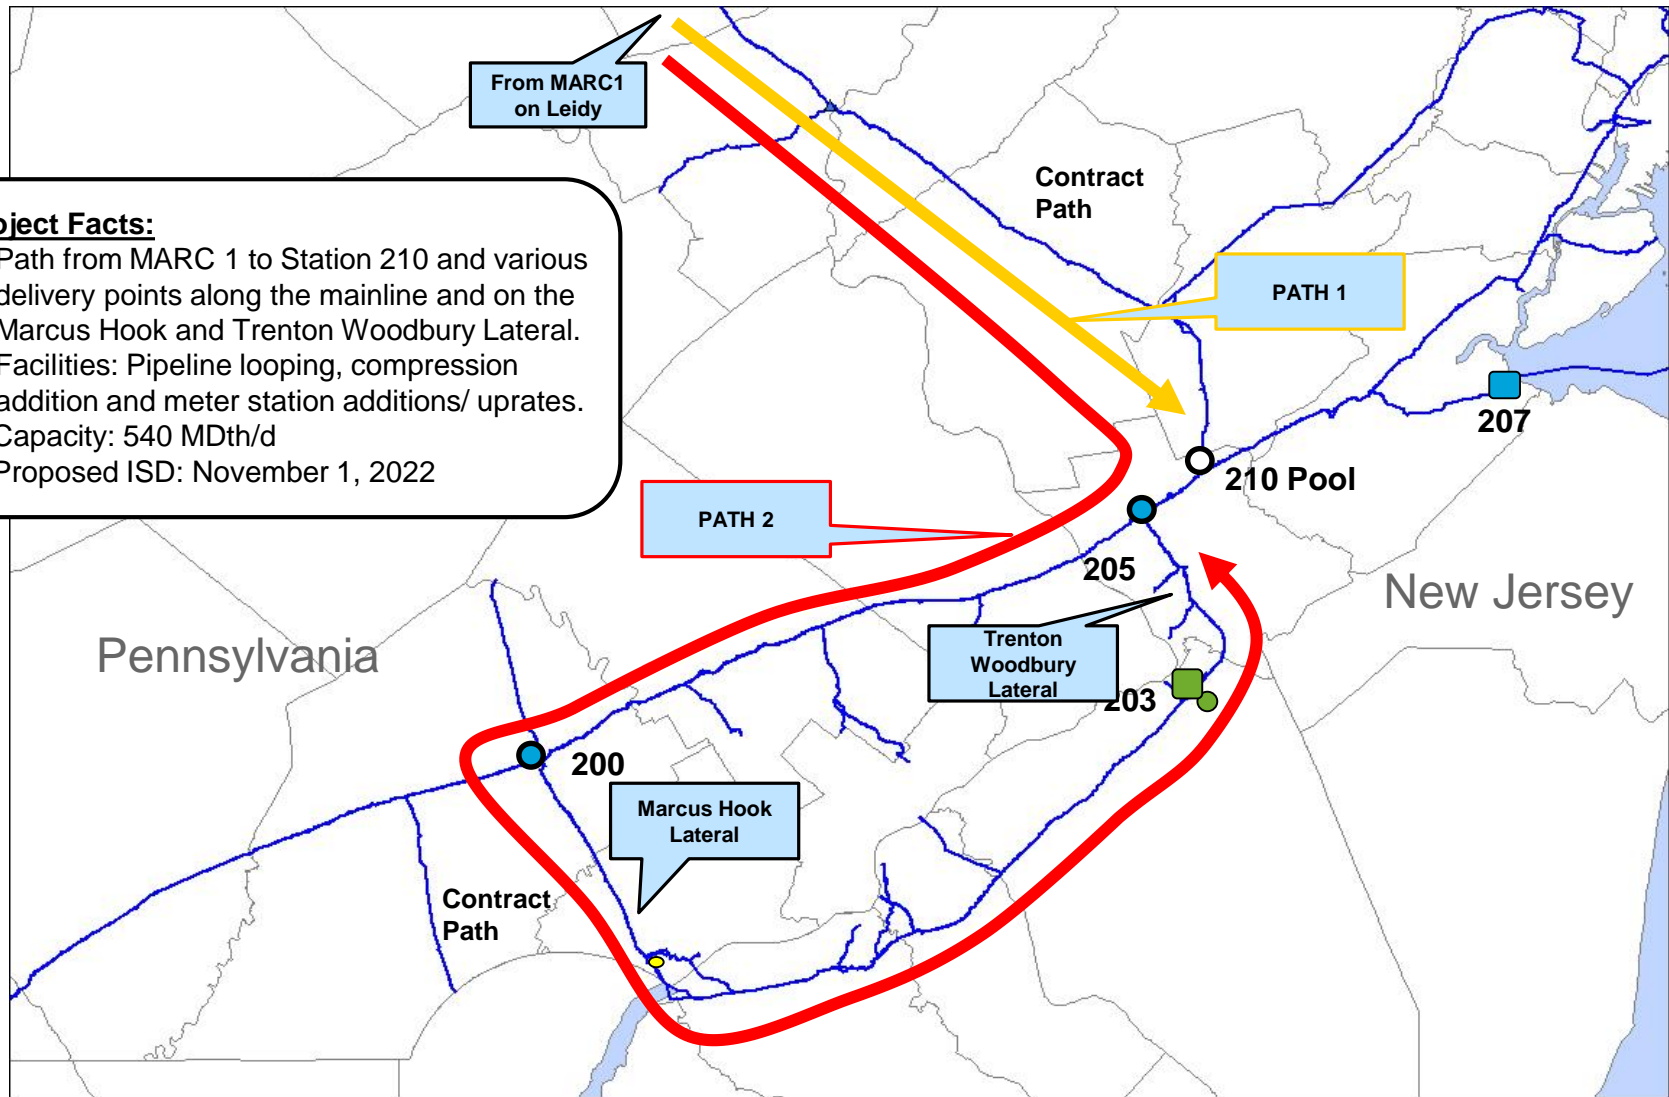 From MARC1
on Leidy
Contract
Path
oject Facts:
Path from MARC 1 to Station 210 and various
delivery points along the mainline and on the
Marcus Hook and Trenton Woodbury Lateral.
Facilities: Pipeline looping, compression
addition and meter station additions/ uprates.
Capacity: 540 MDth/d
Proposed ISD: November 1, 2022
PATH 1
207
210 Pool
PATH 2
205
New Jersey
Pennsylvania
Trenton
Woodbury
Lateral
203
200
Marcus Hook
Lateral
Contract
Path